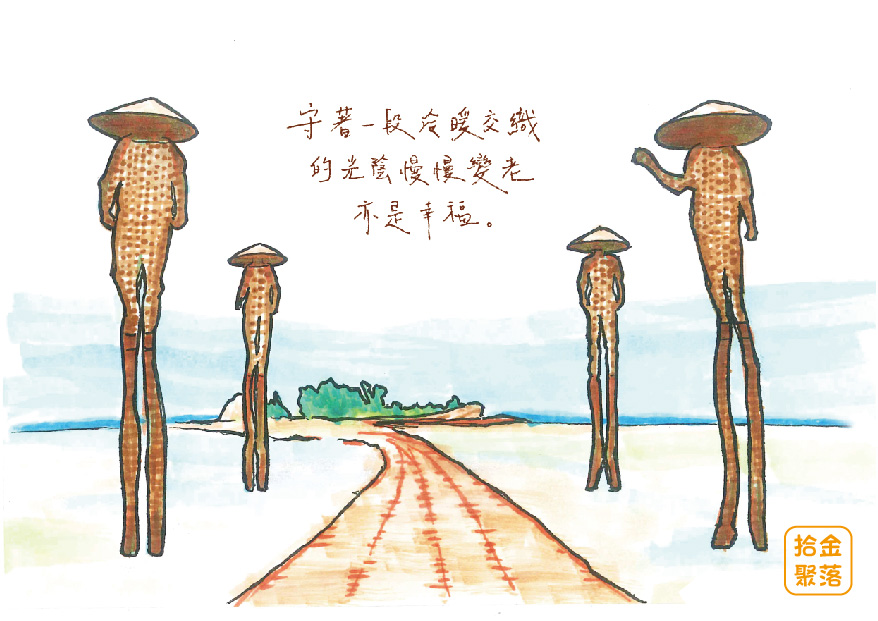 守著一段冷暖交織
的光蔭慢慢變老
亦是幸福。
拾金
聚落